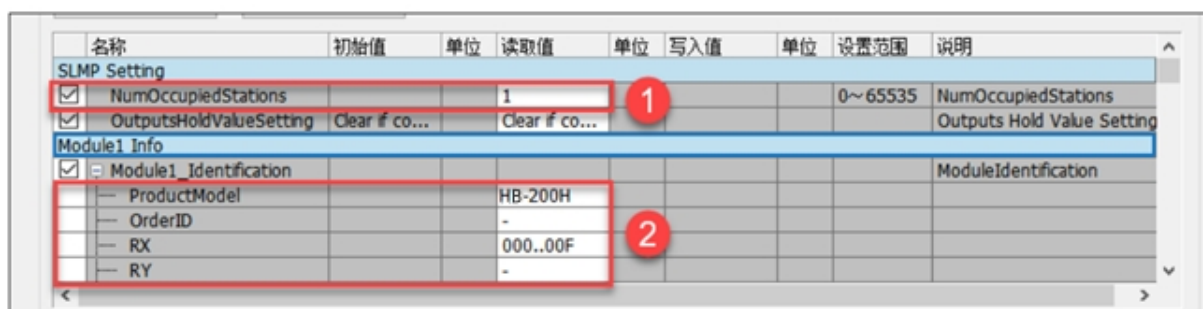 名称 初始值 单位 读取值 单位 写入值 单位 设置范围 说明
SLMP Setting
NumOccupiedStations 1 0~65535 NumOccupiedStations
OutputsHoldValueSetting Clear if co... Clear if co... Outputs Hold Value Setting
Module1 Info
Module1_Identification ModuleIdentification
ProductModel HB-200H
OrderID -
RX 000..00F
RY -
1
2